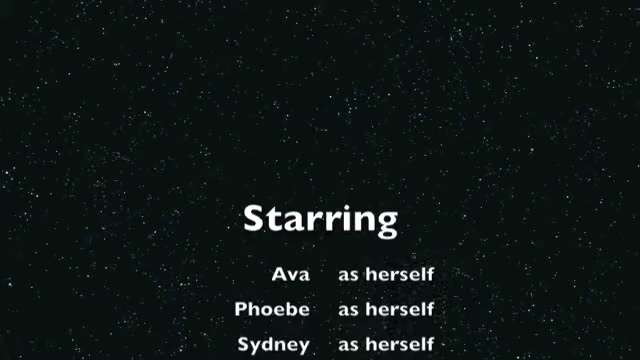 Starring
Ava as herself
Phoebe as herself
Sydney as herself